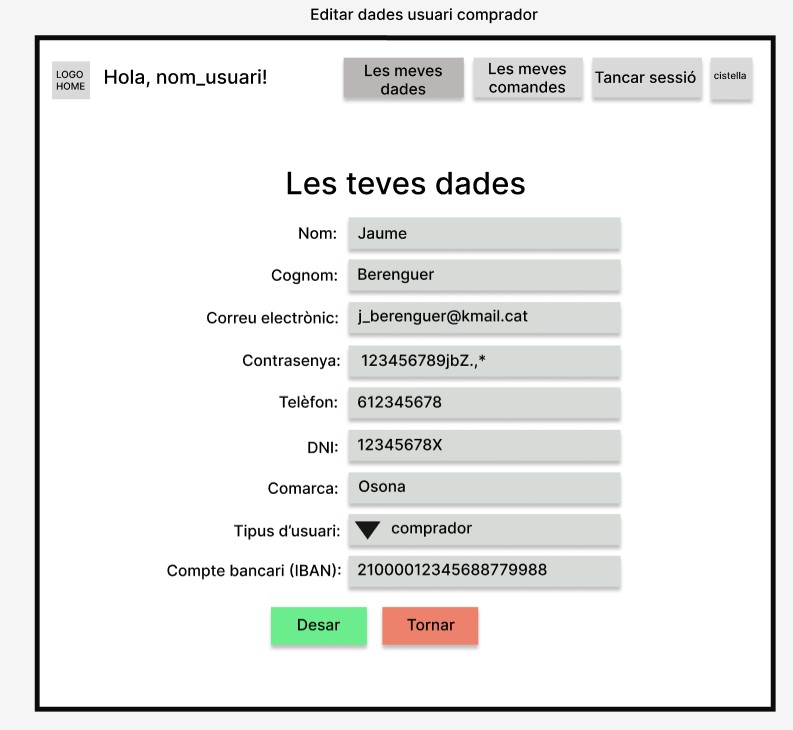 Editar dades usuari comprador
LOGO
HOME
Hola, nom_usuari!
Les meves
dades
Les meves
comandes
Tancar sessió
cistella
Les teves dades
Nom: Jaume
Cognom: Berenguer
Correu electrònic: j_berenguer@kmail.cat
Contrasenya: 123456789jbZ.,*
Telèfon: 612345678
DNI: 12345678X
Comarca: Osona
Tipus d'usuari: comprador
Compte bancari (IBAN): 21000012345688779988
Desar Tornar